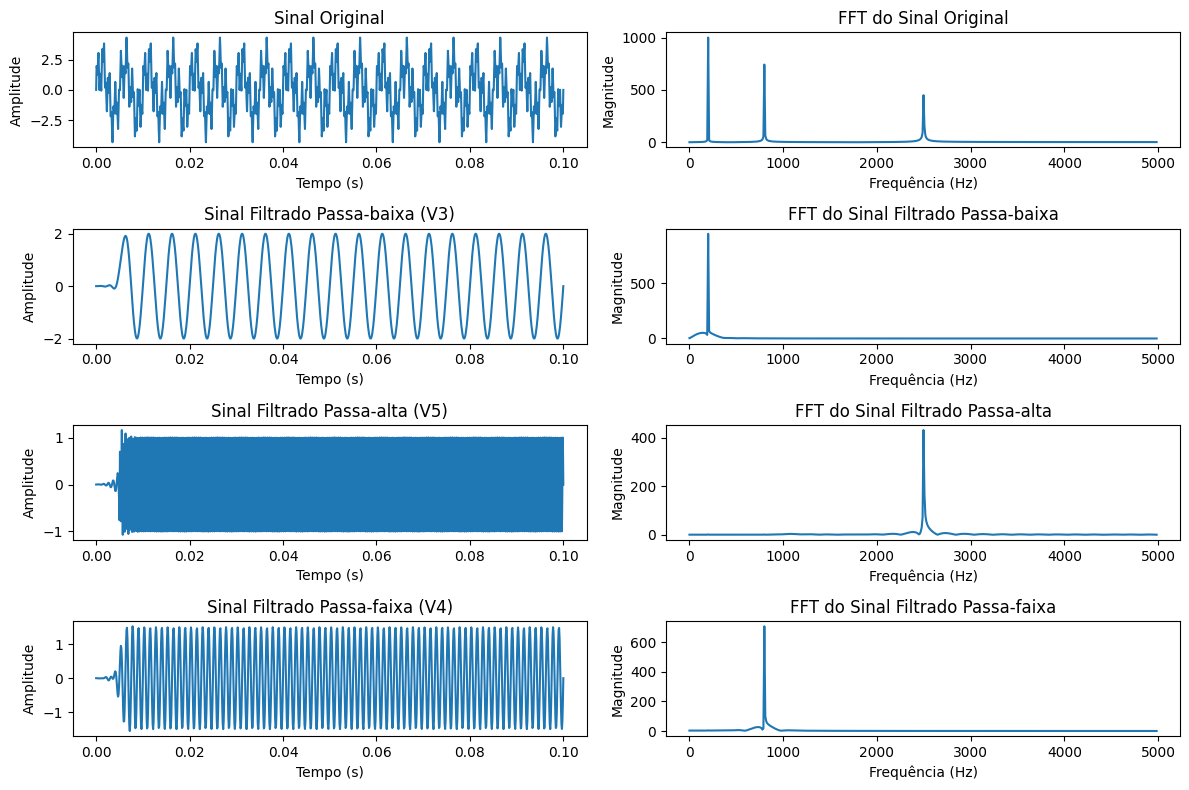 Sinal Original
Amplitude
2.5
0.0
−2.5
0.00 0.02 0.04 0.06 0.08 0.10
Tempo (s)
FFT do Sinal Original
Magnitude
1000
500
0
0 1000 2000 3000 4000 5000
Frequência (Hz)
Sinal Filtrado Passa-baixa (V3)
Amplitude
2
0
−2
0.00 0.02 0.04 0.06 0.08 0.10
Tempo (s)
FFT do Sinal Filtrado Passa-baixa
Magnitude
500
0
0 1000 2000 3000 4000 5000
Frequência (Hz)
Sinal Filtrado Passa-alta (V5)
Amplitude
1
0
−1
0.00 0.02 0.04 0.06 0.08 0.10
Tempo (s)
FFT do Sinal Filtrado Passa-alta
Magnitude
400
200
0
0 1000 2000 3000 4000 5000
Frequência (Hz)
Sinal Filtrado Passa-faixa (V4)
Amplitude
1
0
−1
0.00 0.02 0.04 0.06 0.08 0.10
Tempo (s)
FFT do Sinal Filtrado Passa-faixa
Magnitude
600
400
200
0
0 1000 2000 3000 4000 5000
Frequência (Hz)